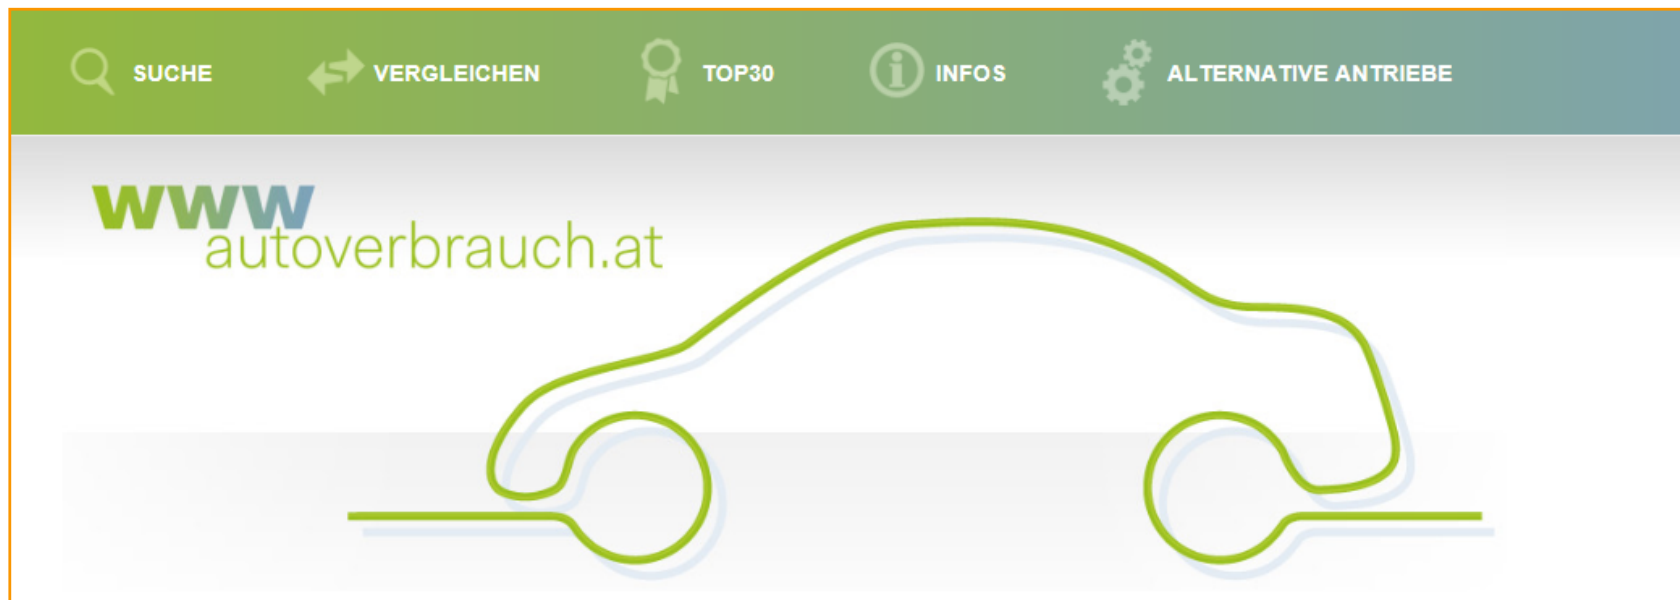 SUCHE VERGLEICHEN TOP30 INFOS ALTERNATIVE ANTRIEBE
www
autoverbrauch.at